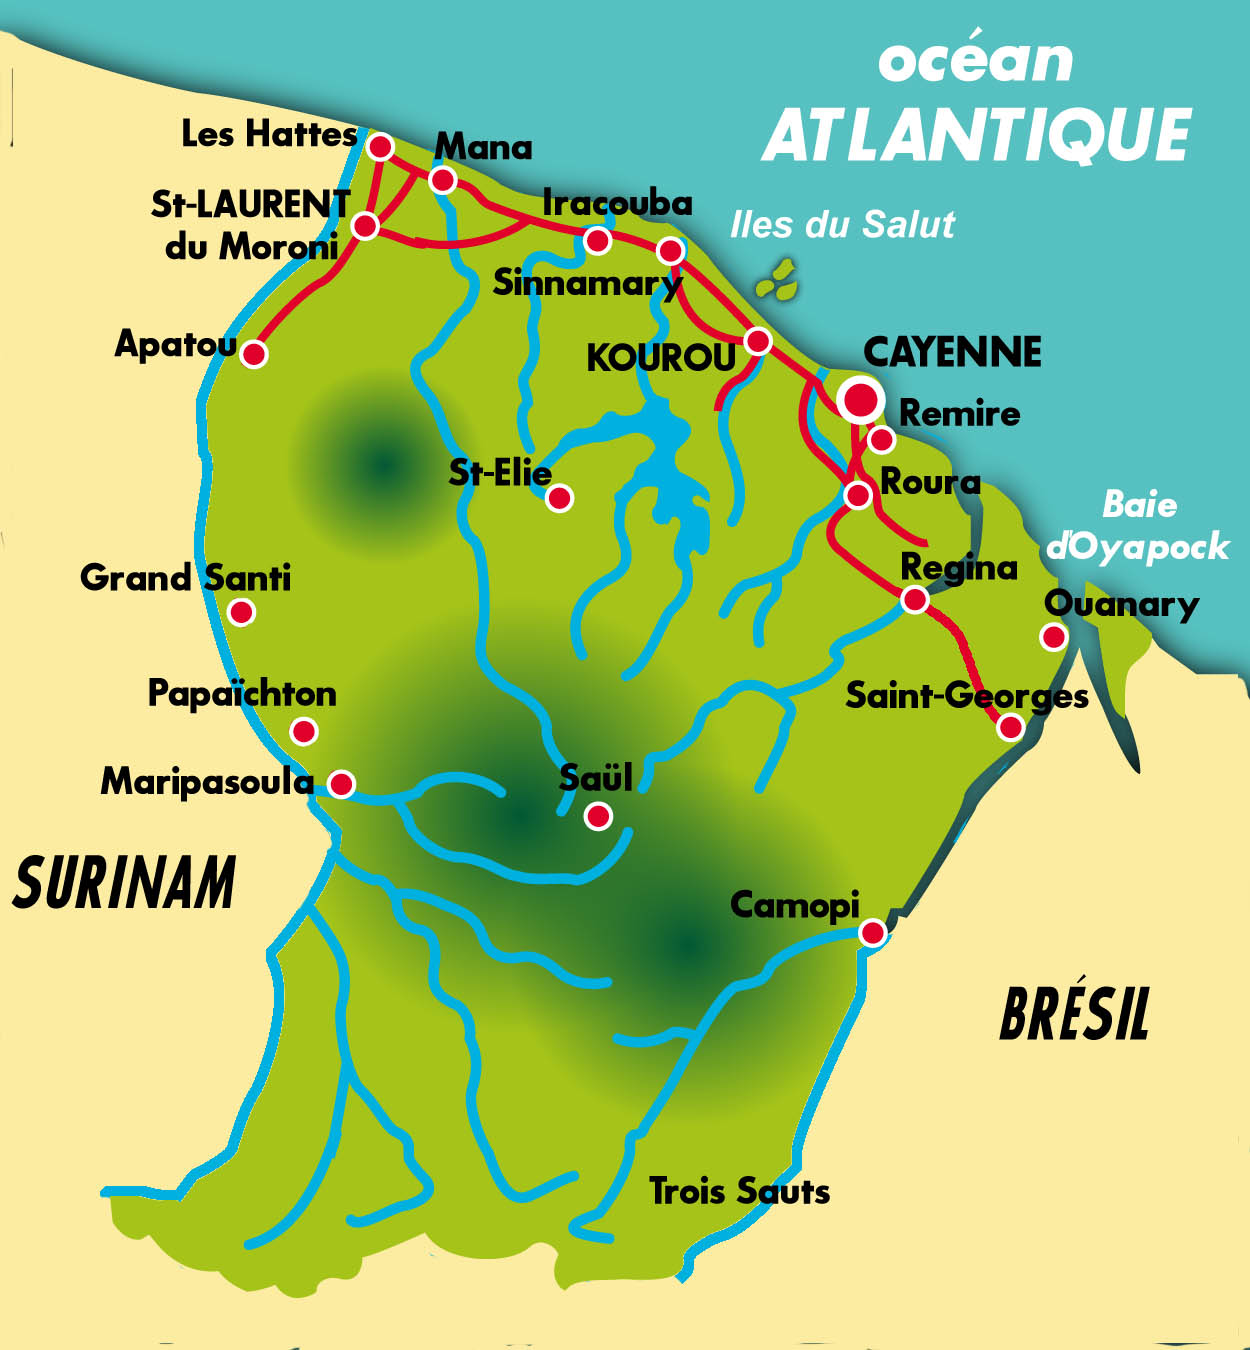 océan
ATLANTIQUE
Les Hattes
Mana
St-LAURENT
du Moroni
Iracouba
Iles du Salut
Sinnamary
Apatou
KOUROU
CAYENNE
Remire
St-Elie
Roura
Baie
d'Oyapock
Grand Santi
Regina
Ouanary
Papaïchton
Saint-Georges
Maripasoula
Saül
SURINAM
Camopi
BRÉSIL
Trois Sauts